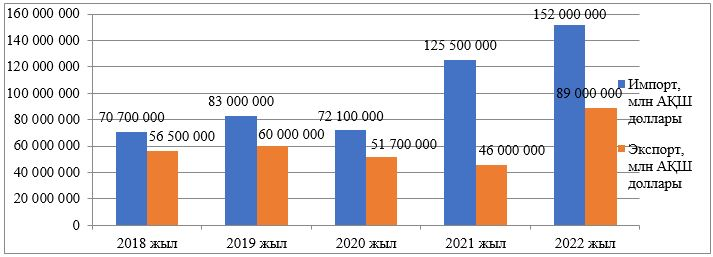 160 000 000
140 000 000
120 000 000
100 000 000
80 000 000
60 000 000
40 000 000
20 000 000
0
70 700 000
56 500 000
83 000 000
60 000 000
72 100 000
51 700 000
125 500 000
46 000 000
152 000 000
89 000 000
2018 жыл
2019 жыл
2020 жыл
2021 жыл
2022 жыл
Импорт,
млн АҚШ
доллары
Экспорт,
млн АҚШ
доллары